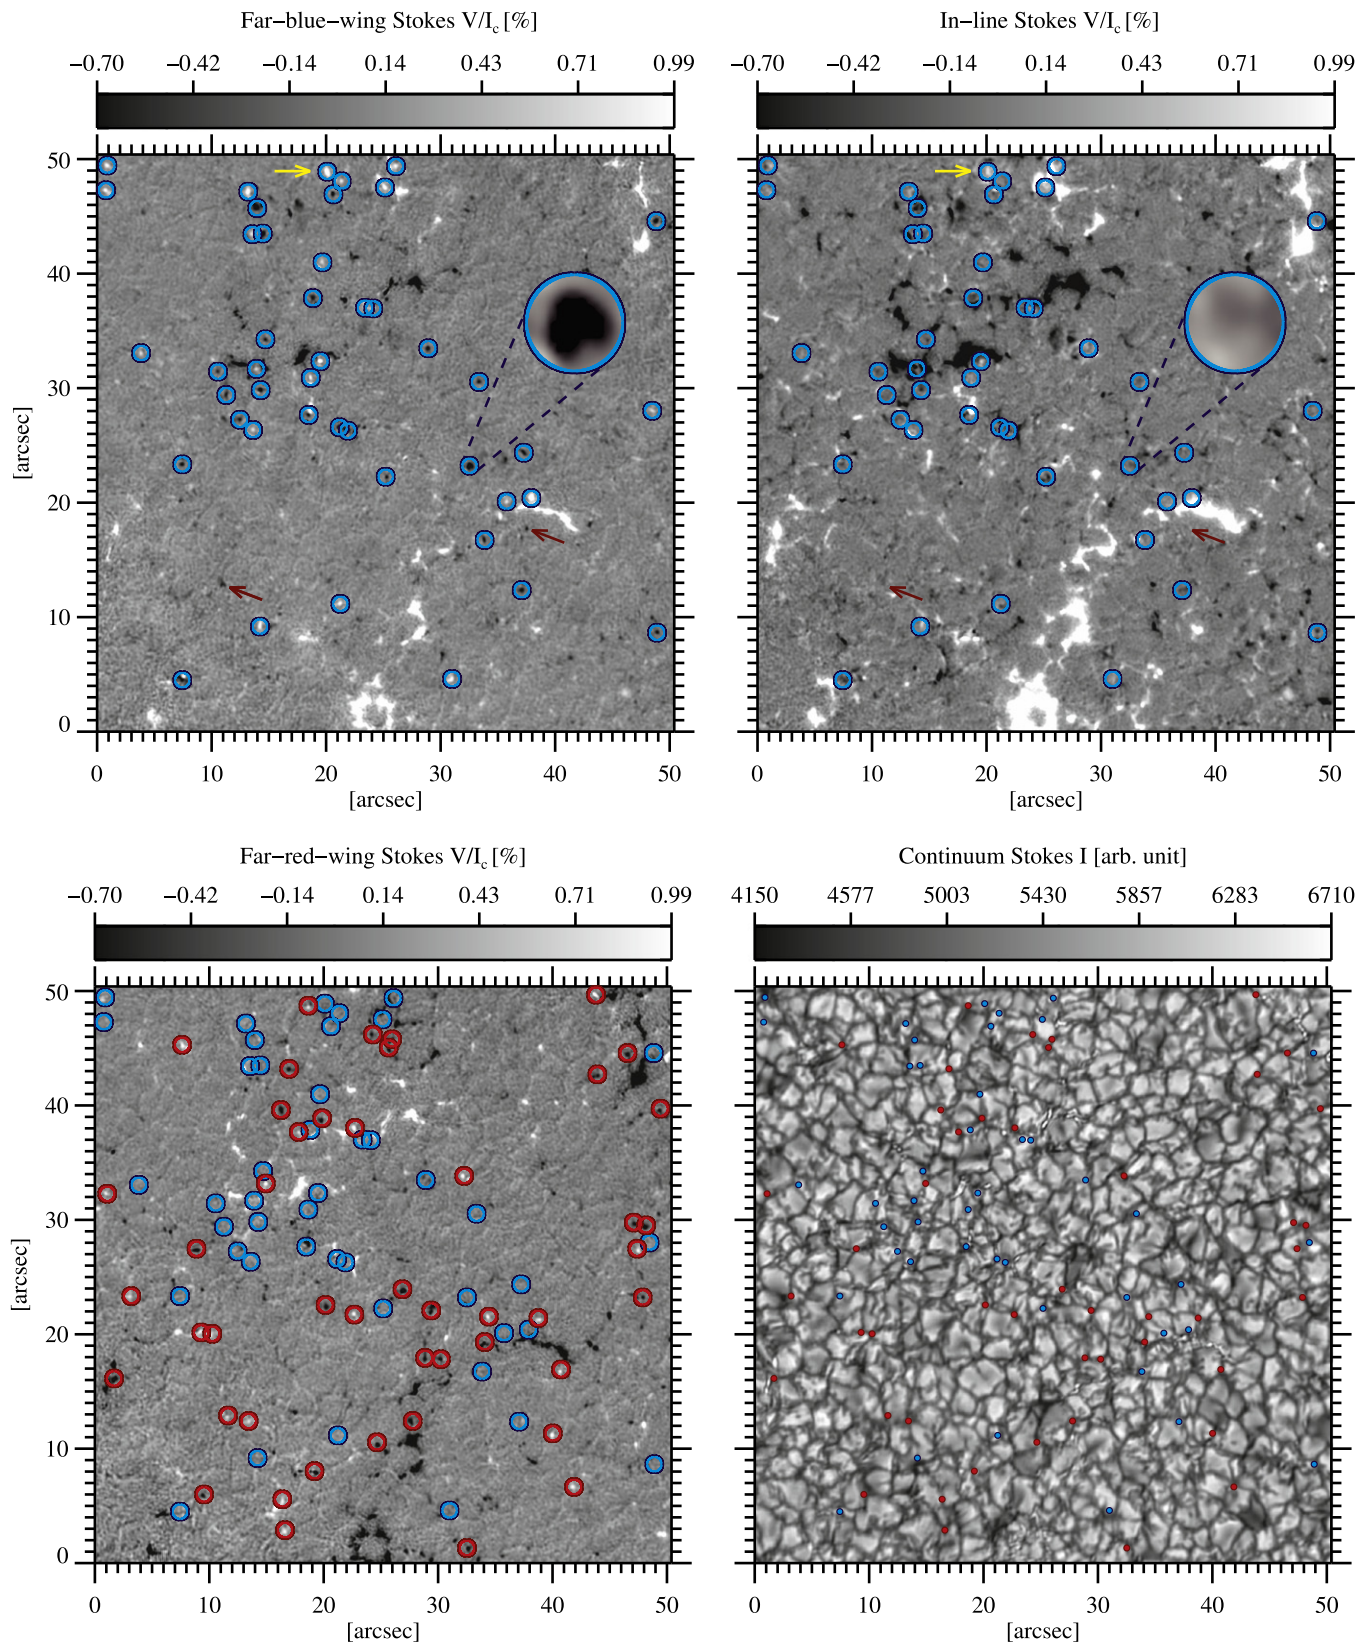 Far−blue−wing Stokes V/Ic [%]
In−line Stokes V/Ic [%]
−0.70 −0.42 −0.14 0.14 0.43 0.71 0.99
−0.70 −0.42 −0.14 0.14 0.43 0.71 0.99
50
40
30
20
10
0
[arcsec]
0 10 20 30 40 50
[arcsec]
0 10 20 30 40 50
[arcsec]
Far−red−wing Stokes V/Ic [%]
Continuum Stokes I [arb. unit]
−0.70 −0.42 −0.14 0.14 0.43 0.71 0.99
4150 4577 5003 5430 5857 6283 6710
50
40
30
20
10
0
[arcsec]
0 10 20 30 40 50
[arcsec]
0 10 20 30 40 50
[arcsec]